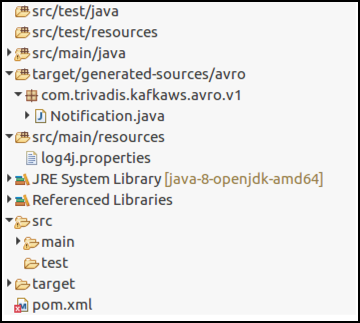 src/test/java
src/test/resources
src/main/java
target/generated-sources/avro
com.trivadis.kafkaws.avro.v1
Notification.java
src/main/resources
log4j.properties
JRE System Library [java-8-openjdk-amd64]
Referenced Libraries
src
main
test
target
pom.xml